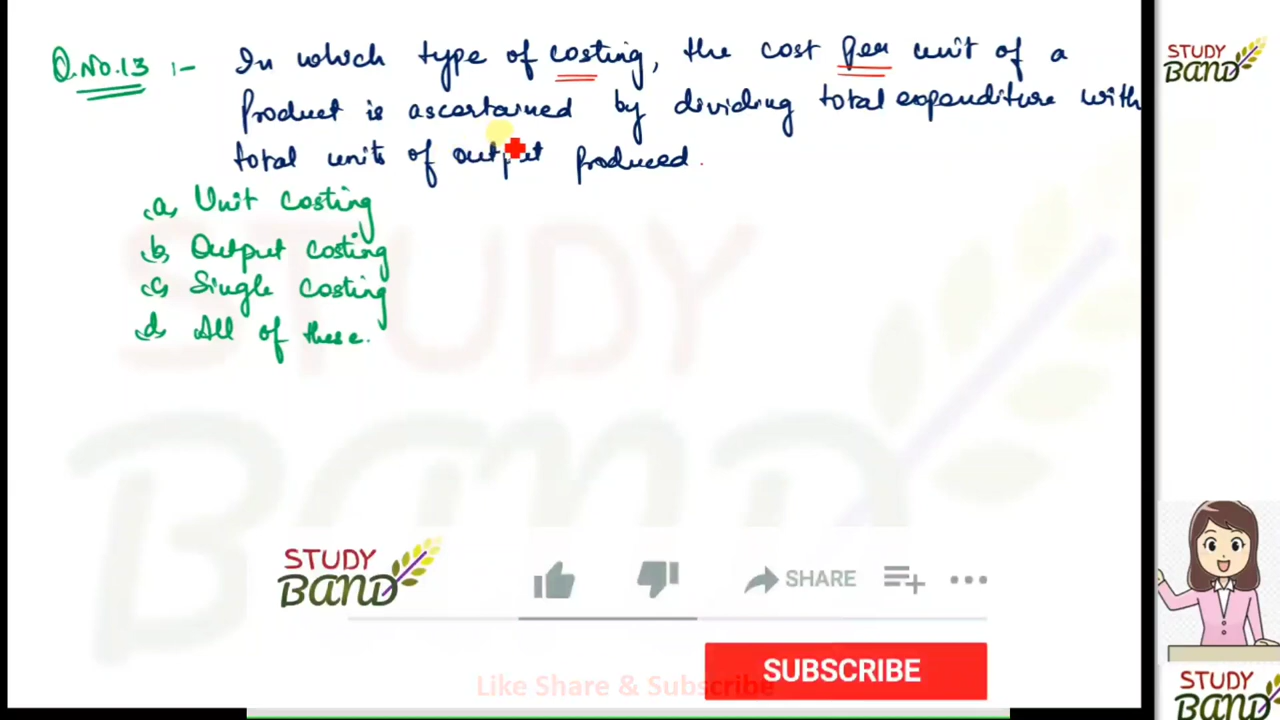 Q.No.13 :- In which type of costing, the cost per unit of a
Product is ascertained by dividing total expenditure with
total units of output produced.
(a) Unit costing
(b) Output costing
(c) Single costing
(d) All of these.
STUDY
BAND
STUDY
BAND
STUDY
BAND
SHARE
SUBSCRIBE
Like Share & Subscribe
STUDY
BAND